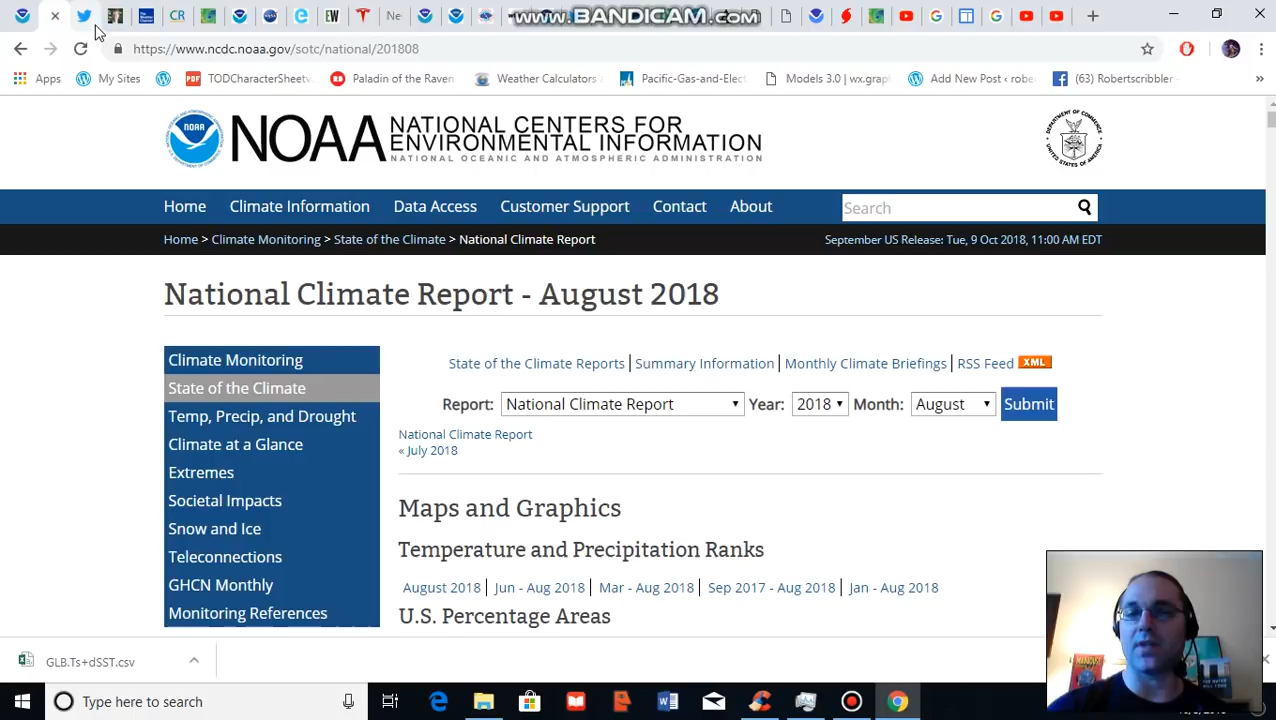 CR
EW
Ne
WWW.BANDICAM.COM
https://www.ncdc.noaa.gov/sotc/national/201808
Apps
My Sites
TODCharacterSheetv.
Paladin of the Raven
Weather Calculators
Pacific-Gas-and-Elect
Models 3.0 | wx.grap
Add New Post ‹ robe
(63) Robertscribbler
»
NOAA NATIONAL CENTERS FOR
ENVIRONMENTAL INFORMATION
NATIONAL OCEANIC AND ATMOSPHERIC ADMINISTRATION
Home Climate Information Data Access Customer Support Contact About Search
Home > Climate Monitoring > State of the Climate > National Climate Report September US Release: Tue, 9 Oct 2018, 11:00 AM EDT
National Climate Report - August 2018
Climate Monitoring
State of the Climate
Temp, Precip, and Drought
Climate at a Glance
Extremes
Societal Impacts
Snow and Ice
Teleconnections
GHCN Monthly
Monitoring References
State of the Climate Reports | Summary Information | Monthly Climate Briefings | RSS Feed XML
Report: National Climate Report Year: 2018 Month: August Submit
National Climate Report
« July 2018
Maps and Graphics
Temperature and Precipitation Ranks
August 2018 | Jun - Aug 2018 | Mar - Aug 2018 | Sep 2017 - Aug 2018 | Jan - Aug 2018
U.S. Percentage Areas
GLB.Ts+dSST.csv
Type here to search